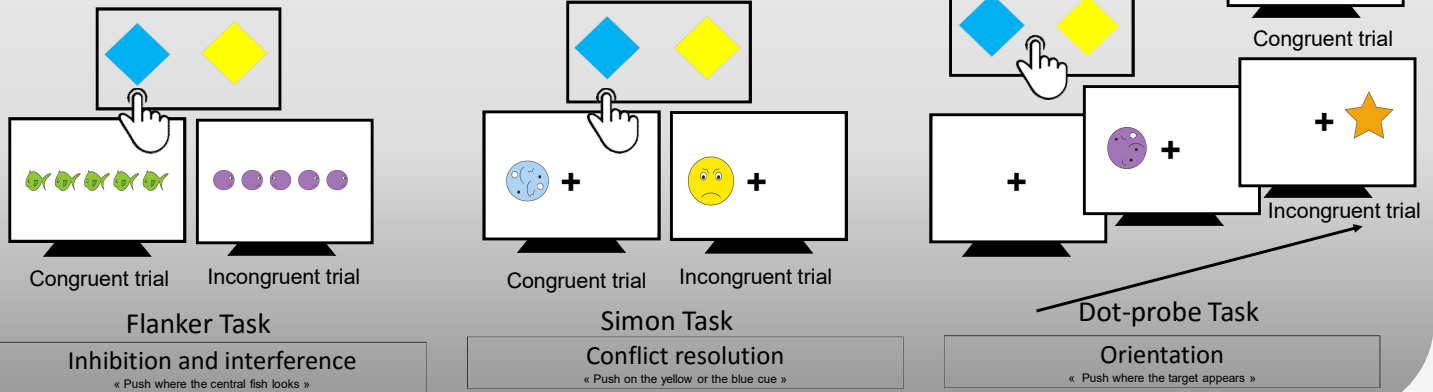 Congruent trial
Incongruent trial
Flanker Task
Inhibition and interference
« Push where the central fish looks »
Congruent trial
Incongruent trial
Simon Task
Conflict resolution
« Push on the yellow or the blue cue »
Congruent trial
Incongruent trial
Dot-probe Task
Orientation
« Push where the target appears »